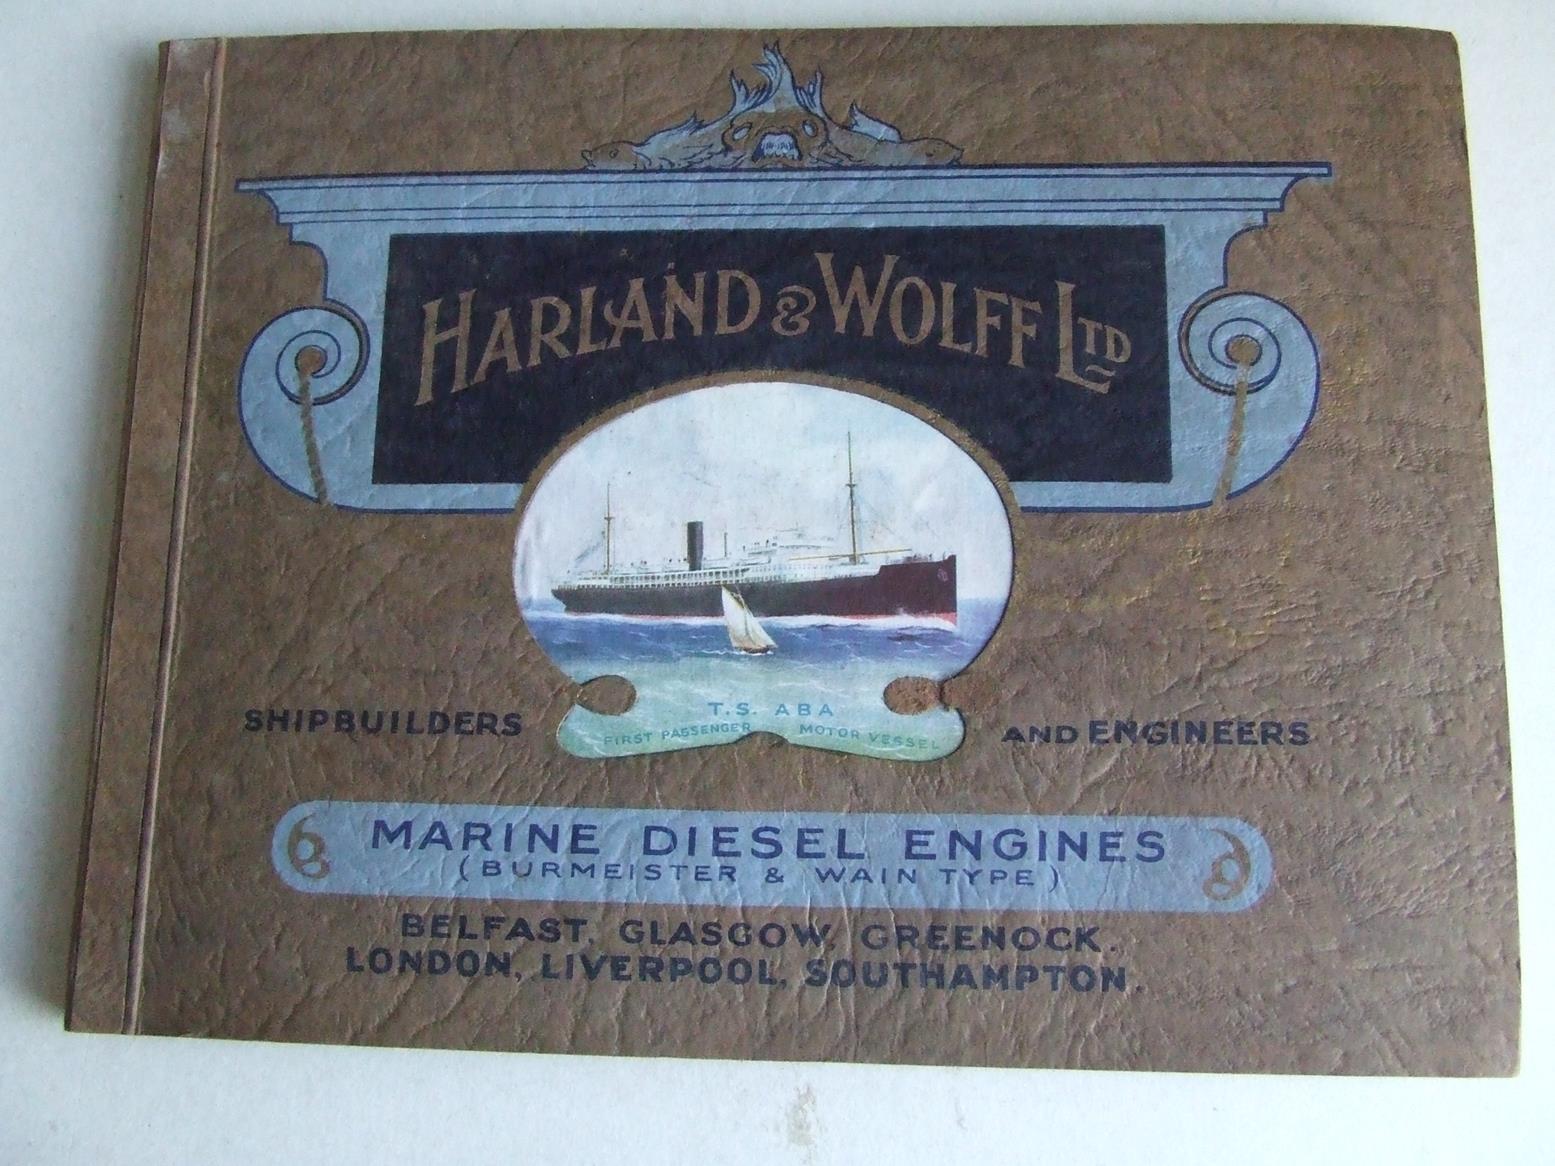 HARLAND & WOLFF LTD
T.S. ABA
FIRST PASSENGER MOTOR VESSEL
SHIPBUILDERS AND ENGINEERS
MARINE DIESEL ENGINES
(BURMEISTER & WAIN TYPE)
BELFAST, GLASGOW, GREENOCK.
LONDON, LIVERPOOL, SOUTHAMPTON.